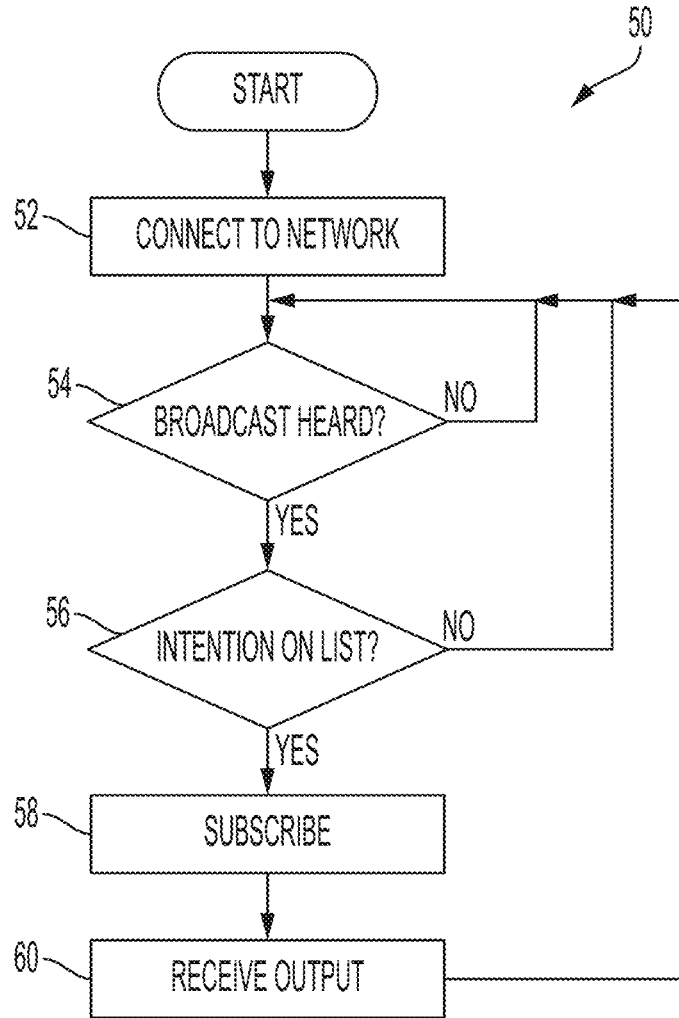 50
START
52
CONNECT TO NETWORK
54
BROADCAST HEARD?
NO
YES
56
INTENTION ON LIST?
NO
YES
58
SUBSCRIBE
60
RECEIVE OUTPUT